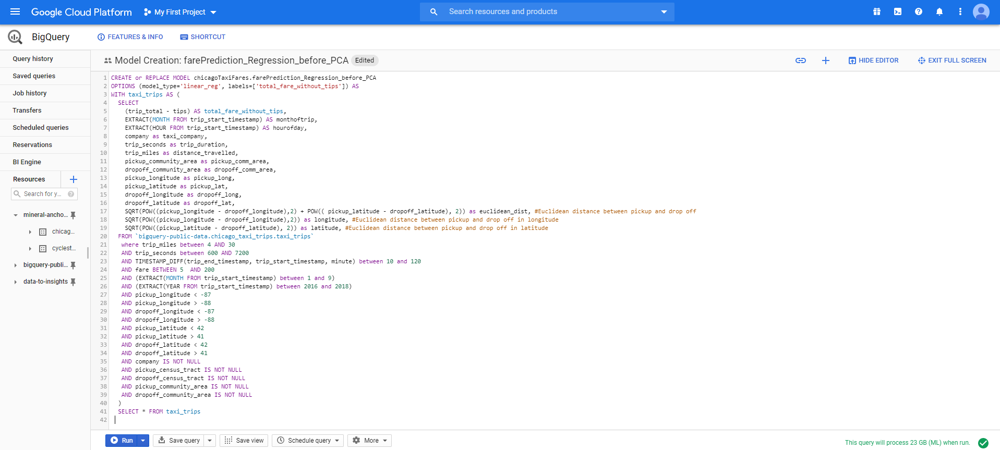 Google Cloud Platform
My First Project
Search resources and products
BigQuery
FEATURES & INFO
SHORTCUT
Query history
Saved queries
Job history
Transfers
Scheduled queries
Reservations
BI Engine
Resources
Search for y...
mineral-ancho...
chicag...
cyclest...
bigquery-publi...
data-to-insights
Model Creation: farePrediction_Regression_before_PCA
Edited
HIDE EDITOR
EXIT FULL SCREEN
1 CREATE or REPLACE MODEL chicagoTaxiFares.farePrediction_Regression_before_PCA
2 OPTIONS (model_type='linear_reg', labels=['total_fare_without_tips']) AS
3 WITH taxi_trips AS (
4 SELECT
5 (trip_total - tips) AS total_fare_without_tips,
6 EXTRACT(MONTH FROM trip_start_timestamp) AS monthoftrip,
7 EXTRACT(HOUR FROM trip_start_timestamp) AS hourofday,
8 company as taxi_company,
9 trip_seconds as trip_duration,
10 trip_miles as distance_travelled,
11 pickup_community_area as pickup_comm_area,
12 dropoff_community_area as dropoff_comm_area,
13 pickup_longitude as pickup_long,
14 pickup_latitude as pickup_lat,
15 dropoff_longitude as dropoff_long,
16 dropoff_latitude as dropoff_lat,
17 SQRT(POW((pickup_longitude - dropoff_longitude),2) + POW(( pickup_latitude - dropoff_latitude), 2)) as euclidean_dist, #Euclidean distance between pickup and drop off
18 SQRT(POW((pickup_longitude - dropoff_longitude),2)) as longitude, #Euclidean distance between pickup and drop off in longitude
19 SQRT(POW((pickup_latitude - dropoff_latitude), 2)) as latitude, #Euclidean distance between pickup and drop off in latitude
20 FROM `bigquery-public-data.chicago_taxi_trips.taxi_trips`
21 where trip_miles between 4 AND 30
22 AND trip_seconds between 600 AND 7200
23 AND TIMESTAMP_DIFF(trip_end_timestamp, trip_start_timestamp, minute) between 10 and 120
24 AND fare BETWEEN 5  AND 200
25 AND (EXTRACT(MONTH FROM trip_start_timestamp) between 1 and 9)
26 AND (EXTRACT(YEAR FROM trip_start_timestamp) between 2016 and 2018)
27 AND pickup_longitude < -87
28 AND pickup_longitude > -88
29 AND dropoff_longitude < -87
30 AND dropoff_longitude > -88
31 AND pickup_latitude < 42
32 AND pickup_latitude > 41
33 AND dropoff_latitude < 42
34 AND dropoff_latitude > 41
35 AND company IS NOT NULL
36 AND pickup_census_tract IS NOT NULL
37 AND dropoff_census_tract IS NOT NULL
38 AND pickup_community_area IS NOT NULL
39 AND dropoff_community_area IS NOT NULL
40 )
41 SELECT * FROM taxi_trips
42
Run
Save query
Save view
Schedule query
More
This query will process 23 GB (ML) when run.